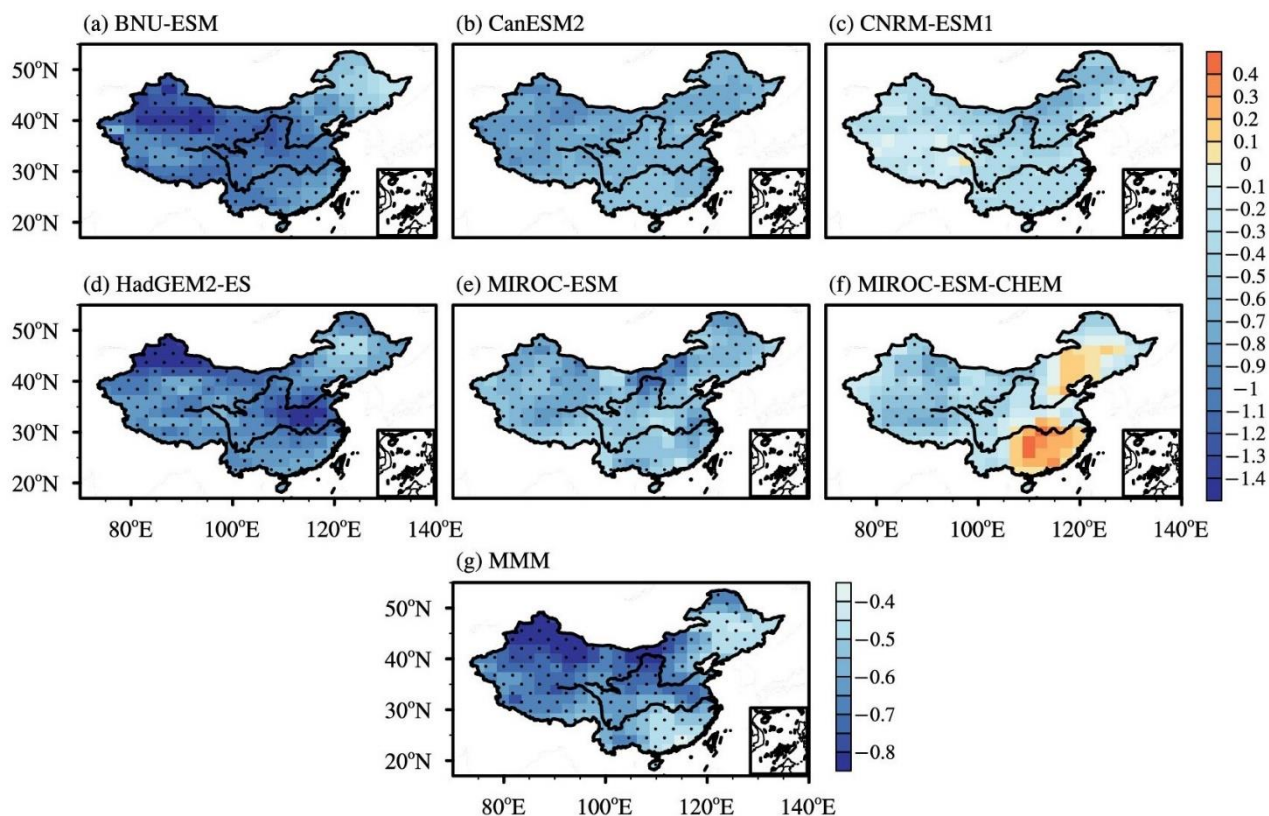 (a) BNU-ESM
(b) CanESM2
(c) CNRM-ESM1
50°N
40°N
30°N
20°N
0.4
0.3
0.2
0.1
0
−0.1
−0.2
−0.3
−0.4
−0.5
−0.6
−0.7
−0.8
−0.9
−1
−1.1
−1.2
−1.3
−1.4
(d) HadGEM2-ES
(e) MIROC-ESM
(f) MIROC-ESM-CHEM
50°N
40°N
30°N
20°N
80°E 100°E 120°E 140°E
80°E 100°E 120°E 140°E
(g) MMM
50°N
40°N
30°N
20°N
−0.4
−0.5
−0.6
−0.7
−0.8
80°E 100°E 120°E 140°E